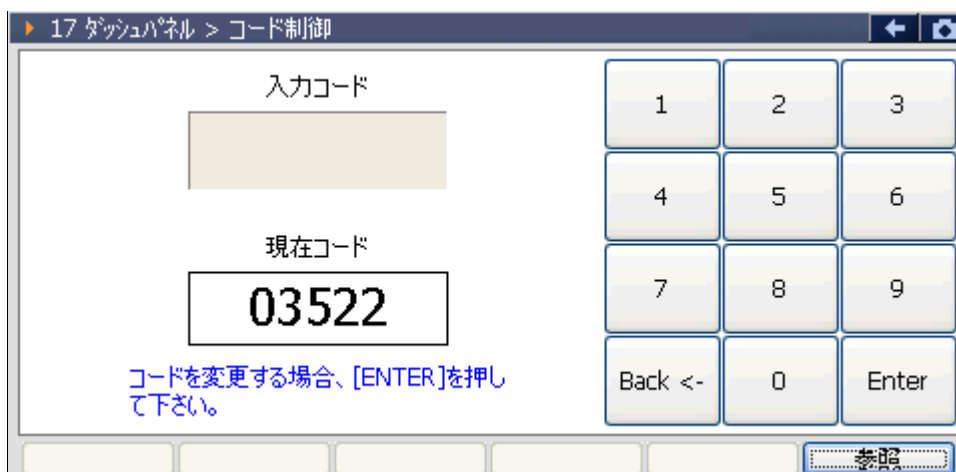 17 ダッシュパネル > コード制御
入力コード
現在コード
03522
コードを変更する場合、[ENTER]を押し
て下さい。
1
2
3
4
5
6
7
8
9
Back <-
0
Enter
参照